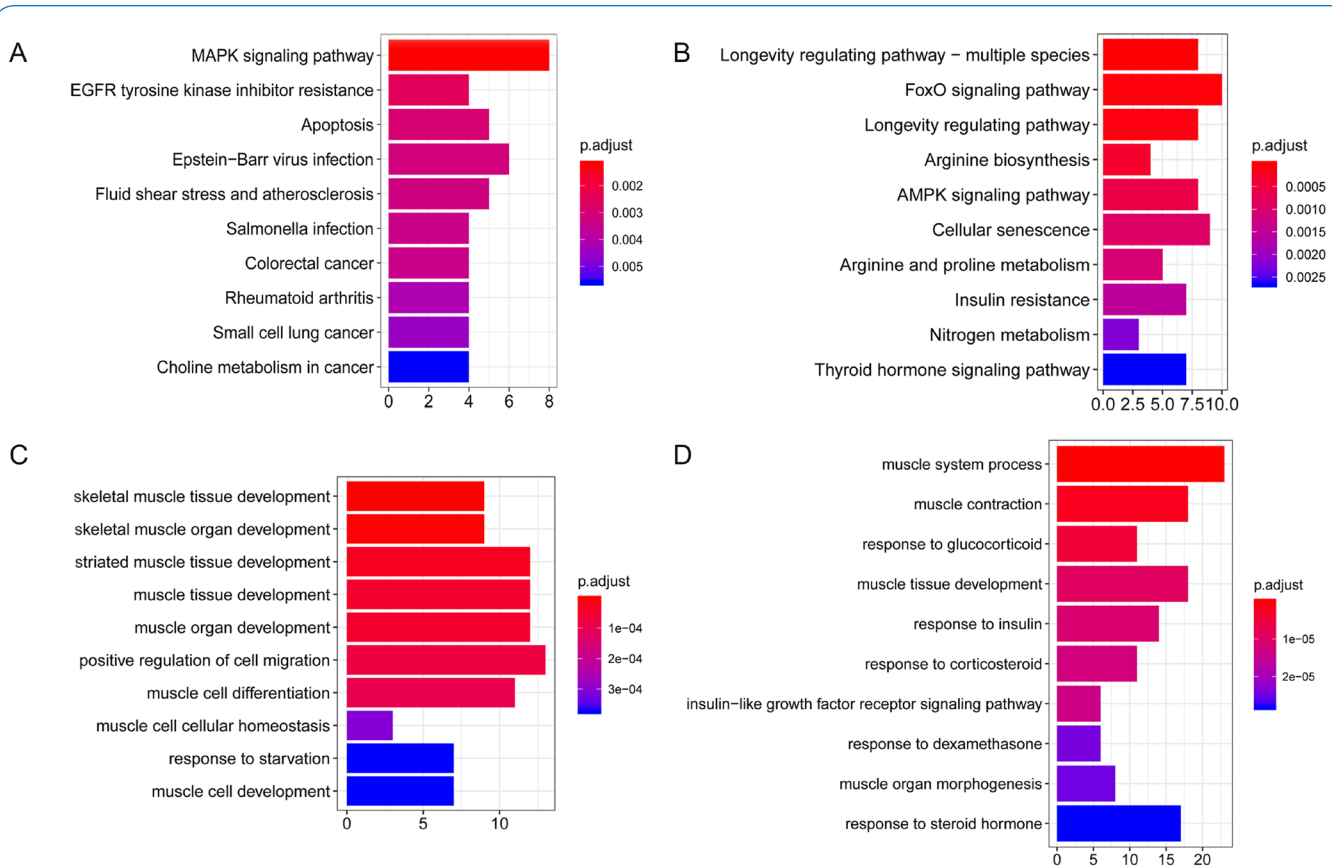 A
MAPK signaling pathway
EGFR tyrosine kinase inhibitor resistance
Apoptosis
Epstein−Barr virus infection
Fluid shear stress and atherosclerosis
Salmonella infection
Colorectal cancer
Rheumatoid arthritis
Small cell lung cancer
Choline metabolism in cancer
0 2 4 6 8
p.adjust
0.002
0.003
0.004
0.005
B
Longevity regulating pathway − multiple species
FoxO signaling pathway
Longevity regulating pathway
Arginine biosynthesis
AMPK signaling pathway
Cellular senescence
Arginine and proline metabolism
Insulin resistance
Nitrogen metabolism
Thyroid hormone signaling pathway
0.0 2.5 5.0 7.5 10.0
p.adjust
0.0005
0.0010
0.0015
0.0020
0.0025
C
skeletal muscle tissue development
skeletal muscle organ development
striated muscle tissue development
muscle tissue development
muscle organ development
positive regulation of cell migration
muscle cell differentiation
muscle cell cellular homeostasis
response to starvation
muscle cell development
0 5 10
p.adjust
1e−04
2e−04
3e−04
D
muscle system process
muscle contraction
response to glucocorticoid
muscle tissue development
response to insulin
response to corticosteroid
insulin−like growth factor receptor signaling pathway
response to dexamethasone
muscle organ morphogenesis
response to steroid hormone
0 5 10 15 20
p.adjust
1e−05
2e−05